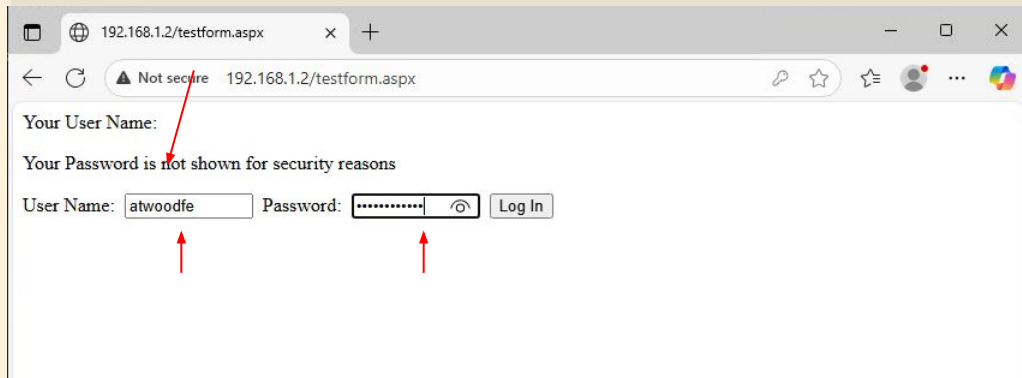 192.168.1.2/testform.aspx
Not secure 192.168.1.2/testform.aspx
Your User Name:
Your Password is not shown for security reasons
User Name: atwoodfe Password: •••••••••••• Log In